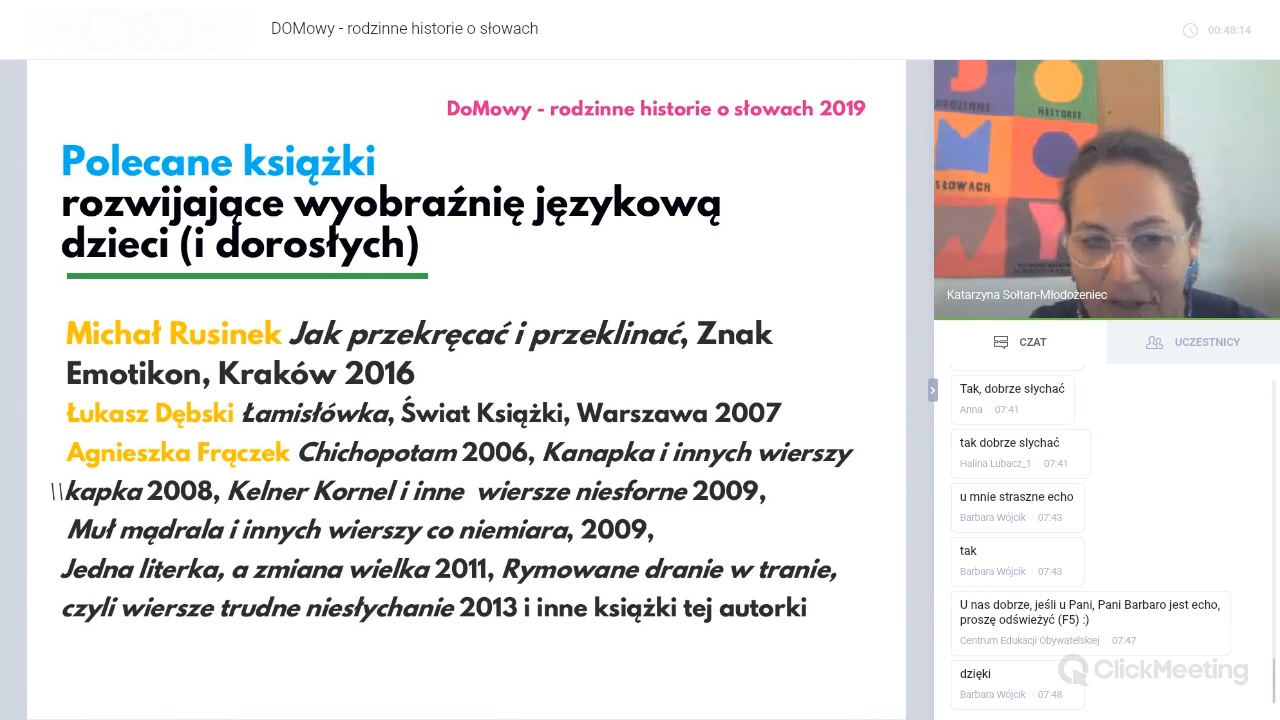 DOMowy - rodzinne historie o słowach
00:48:14
DoMowy - rodzinne historie o słowach 2019
Polecane książki
rozwijające wyobraźnię językową
dzieci (i dorosłych)
Michał Rusinek Jak przekręcać i przeklinać, Znak
Emotikon, Kraków 2016
Łukasz Dębski Łamisłówka, Świat Książki, Warszawa 2007
Agnieszka Frączek Chichopotam 2006, Kanapka i innych wierszy
\\kapka 2008, Kelner Kornel i inne  wiersze niesforne 2009,
Muł mądrala i innych wierszy co niemiara, 2009,
Jedna literka, a zmiana wielka 2011, Rymowane dranie w tranie,
czyli wiersze trudne niesłychanie 2013 i inne książki tej autorki
RODZINNE HISTORIE
SŁOWACH
Katarzyna Sołtan-Młodożeniec
CZAT
UCZESTNICY
Tak, dobrze słychać
Anna 07:41
tak dobrze slychać
Halina Lubacz_1 07:41
u mnie straszne echo
Barbara Wójcik 07:43
tak
Barbara Wójcik 07:43
U nas dobrze, jeśli u Pani, Pani Barbaro jest echo,
proszę odświeżyć (F5) :)
Centrum Edukacji Obywatelskiej 07:47
dzięki
Barbara Wójcik 07:48
ClickMeeting